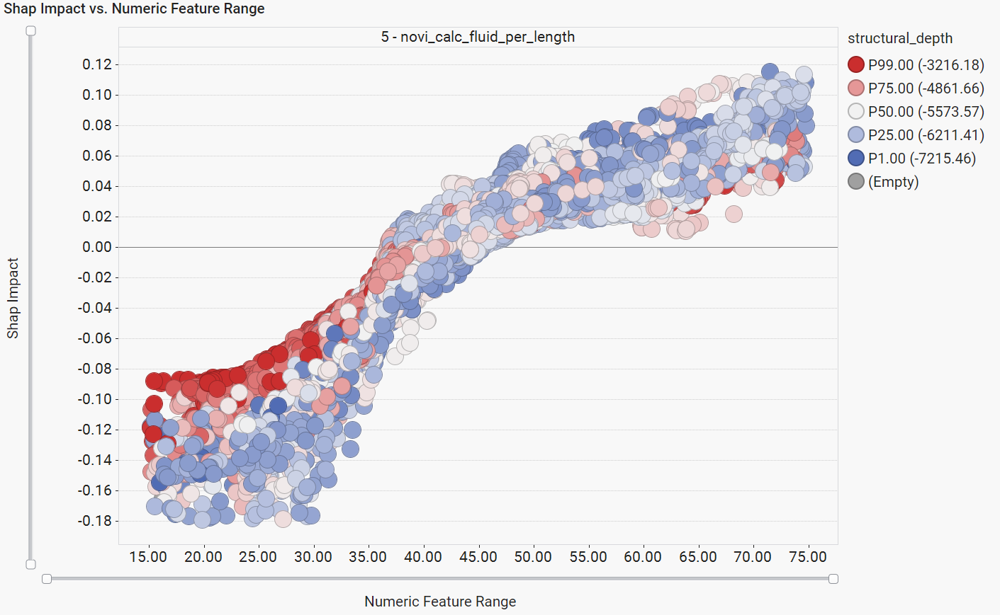 Shap Impact vs. Numeric Feature Range
5 - novi_calc_fluid_per_length
structural_depth
P99.00 (-3216.18)
P75.00 (-4861.66)
P50.00 (-5573.57)
P25.00 (-6211.41)
P1.00 (-7215.46)
(Empty)
Shap Impact
0.12
0.10
0.08
0.06
0.04
0.02
0.00
-0.02
-0.04
-0.06
-0.08
-0.10
-0.12
-0.14
-0.16
-0.18
15.00 20.00 25.00 30.00 35.00 40.00 45.00 50.00 55.00 60.00 65.00 70.00 75.00
Numeric Feature Range